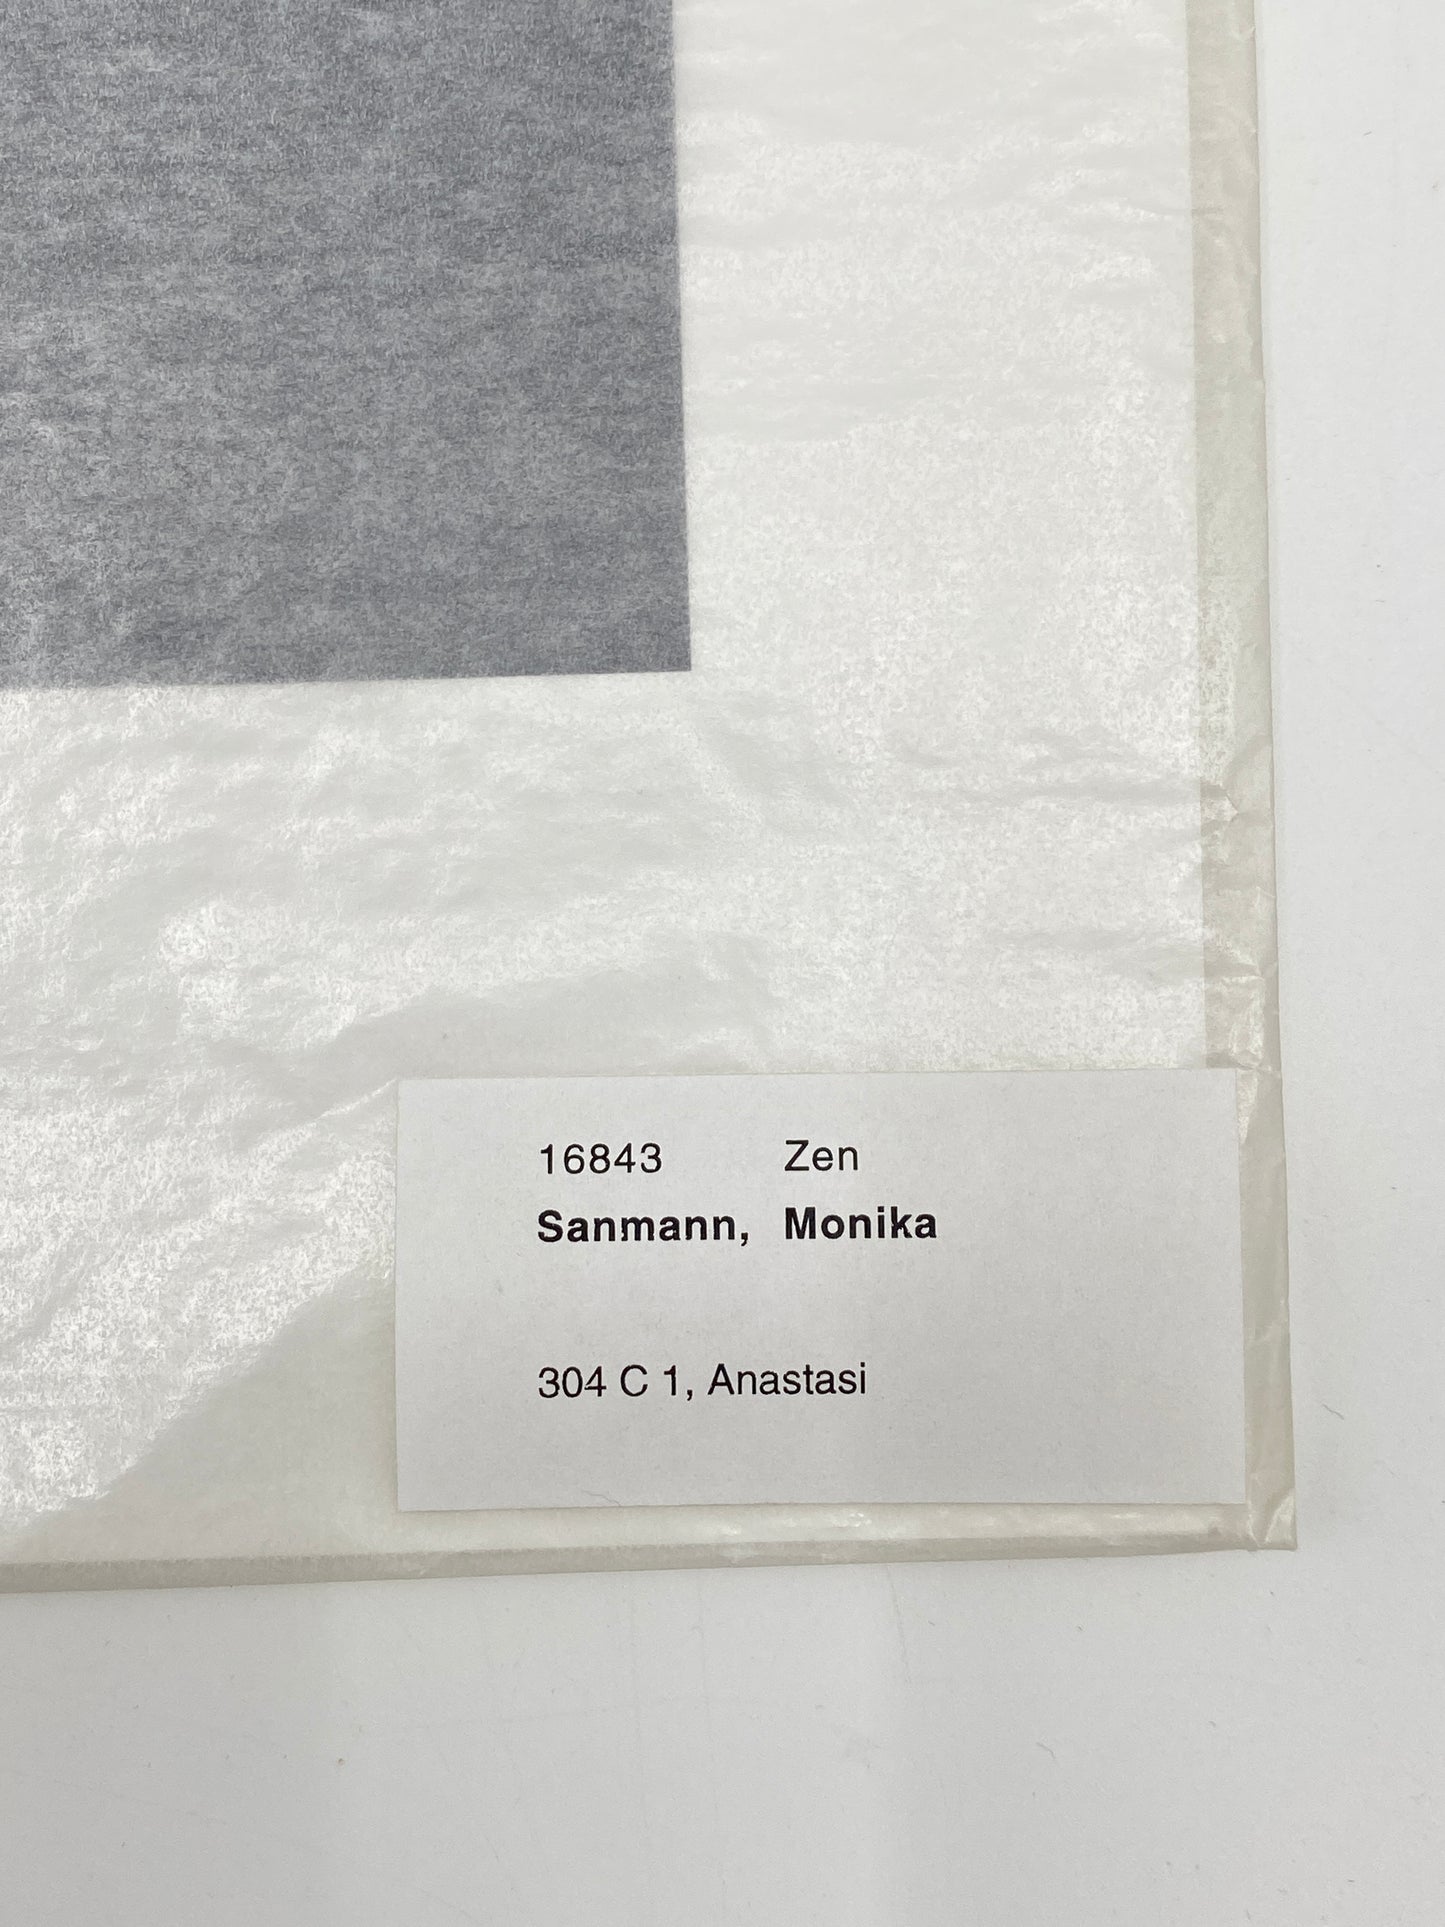 16843 Zen
Sanmann, Monika
304 C 1, Anastasi